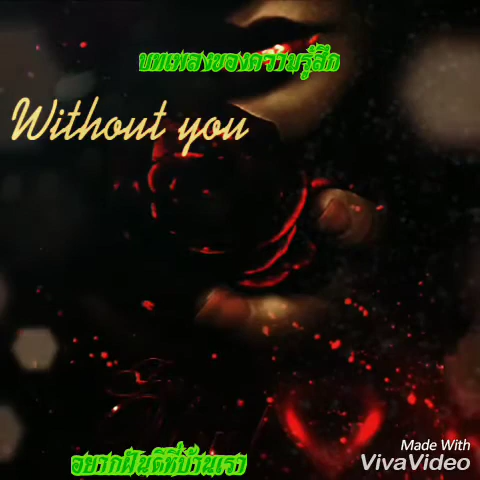 บทเพลงของความรู้สึก
Without you
อยากฝันดีที่บ้านเรา
Made With
VivaVideo